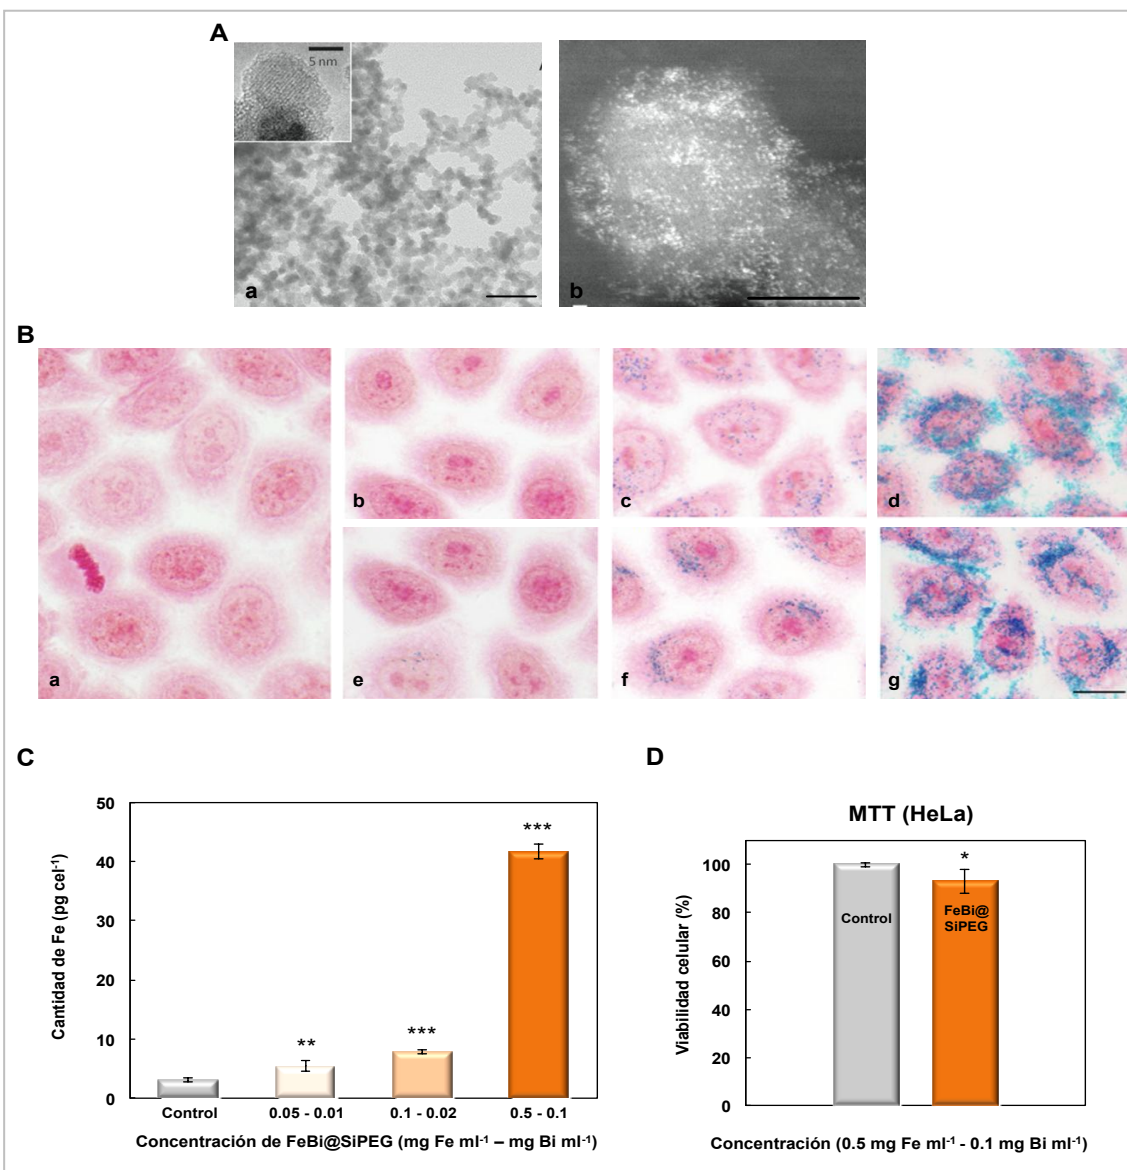 A
5 nm
a
b
B
a
b
c
d
e
f
g
C
50
40
30
20
10
0
Cantidad de Fe (pg cel⁻¹)
**
***
***
Control
0.05 - 0.01
0.1 - 0.02
0.5 - 0.1
Concentración de FeBi@SiPEG (mg Fe ml⁻¹ – mg Bi ml⁻¹)
D
MTT (HeLa)
100
80
60
40
20
0
Viabilidad celular (%)
*
Control
FeBi@
SiPEG
Concentración (0.5 mg Fe ml⁻¹ - 0.1 mg Bi ml⁻¹)